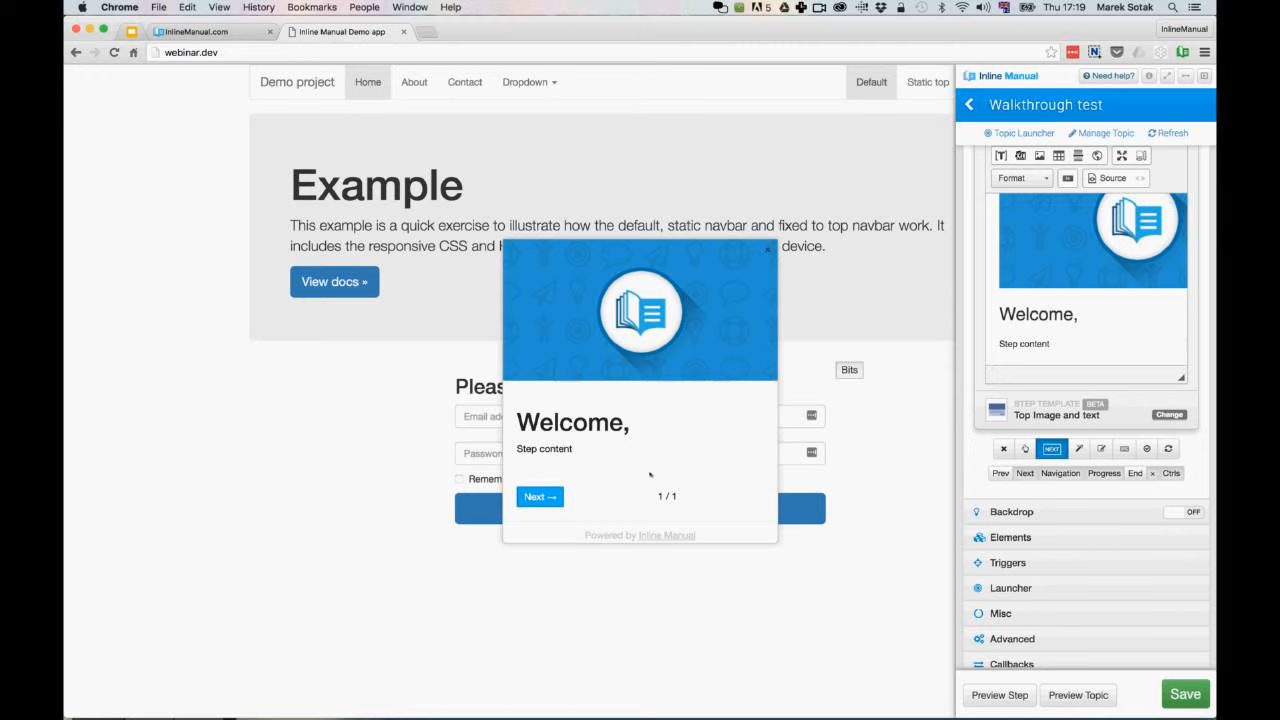 Chrome File Edit View History Bookmarks People Window Help 5 Thu 17:19 Marek Sotak
InlineManual.com × Inline Manual Demo app × InlineManual
webinar.dev
Demo project Home About Contact Dropdown Default Static top
Example
This example is a quick exercise to illustrate how the default, static navbar and fixed to top navbar work. It
includes the responsive CSS and H device.
View docs »
Bits
Pleas
Email ad
Password
Remem
×
Welcome,
Step content
Next → 1 / 1
Powered by Inline Manual
Inline Manual Need help?
Walkthrough test
Topic Launcher Manage Topic Refresh
Format Source
Welcome,
Step content
STEP TEMPLATE BETA
Top Image and text Change
NEXT
Prev Next Navigation Progress End × Ctrls
Backdrop OFF
Elements
Triggers
Launcher
Misc
Advanced
Callbacks
Preview Step Preview Topic Save